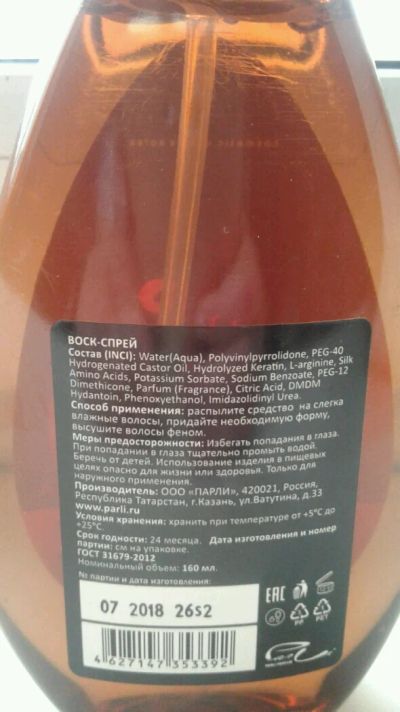 ВОСК-СПРЕЙ
Состав (INCI): Water(Aqua), Polyvinylpyrrolidone, PEG-40
Hydrogenated Castor Oil, Hydrolyzed Keratin, L-arginine, Silk
Amino Acids, Potassium Sorbate, Sodium Benzoate, PEG-12
Dimethicone, Parfum (Fragrance), Citric Acid, DMDM
Hydantoin, Phenoxyethanol, Imidazolidinyl Urea.
Способ применения: распылите средство на слегка
влажные волосы, придайте необходимую форму,
высушите волосы феном.
Меры предосторожности: Избегать попадания в глаза.
При попадании в глаза тщательно промыть водой.
Беречь от детей. Использование изделия в пищевых
целях опасно для жизни или здоровья. Только для
наружного применения.
Производитель: ООО «ПАРЛИ», 420021, Россия,
Республика Татарстан, г.Казань, ул.Ватутина, д.33
www.parli.ru
Условия хранения: хранить при температуре от +5°С до
+25°С.
Срок годности: 24 месяца. Дата изготовления и номер
партии: см на упаковке.
ГОСТ 31679-2012
Номинальный объем: 160 мл.
№ партии и дата изготовления:
07 2018 26s2
EAC
PP
PET
4 627147 353392